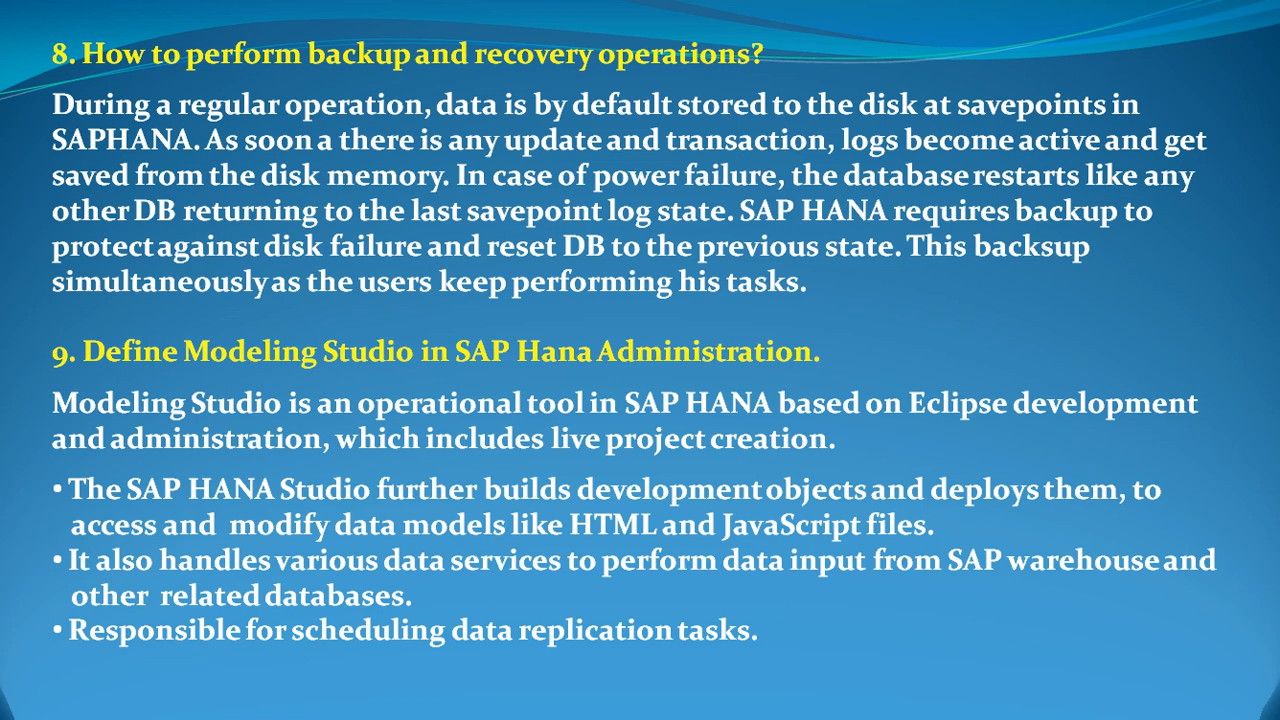 8. How to perform backup and recovery operations?
During a regular operation, data is by default stored to the disk at savepoints in
SAPHANA. As soon a there is any update and transaction, logs become active and get
saved from the disk memory. In case of power failure, the database restarts like any
other DB returning to the last savepoint log state. SAP HANA requires backup to
protect against disk failure and reset DB to the previous state. This backsup
simultaneously as the users keep performing his tasks.
9. Define Modeling Studio in SAP Hana Administration.
Modeling Studio is an operational tool in SAP HANA based on Eclipse development
and administration, which includes live project creation.
• The SAP HANA Studio further builds development objects and deploys them, to
access and modify data models like HTML and JavaScript files.
• It also handles various data services to perform data input from SAP warehouse and
other related databases.
• Responsible for scheduling data replication tasks.